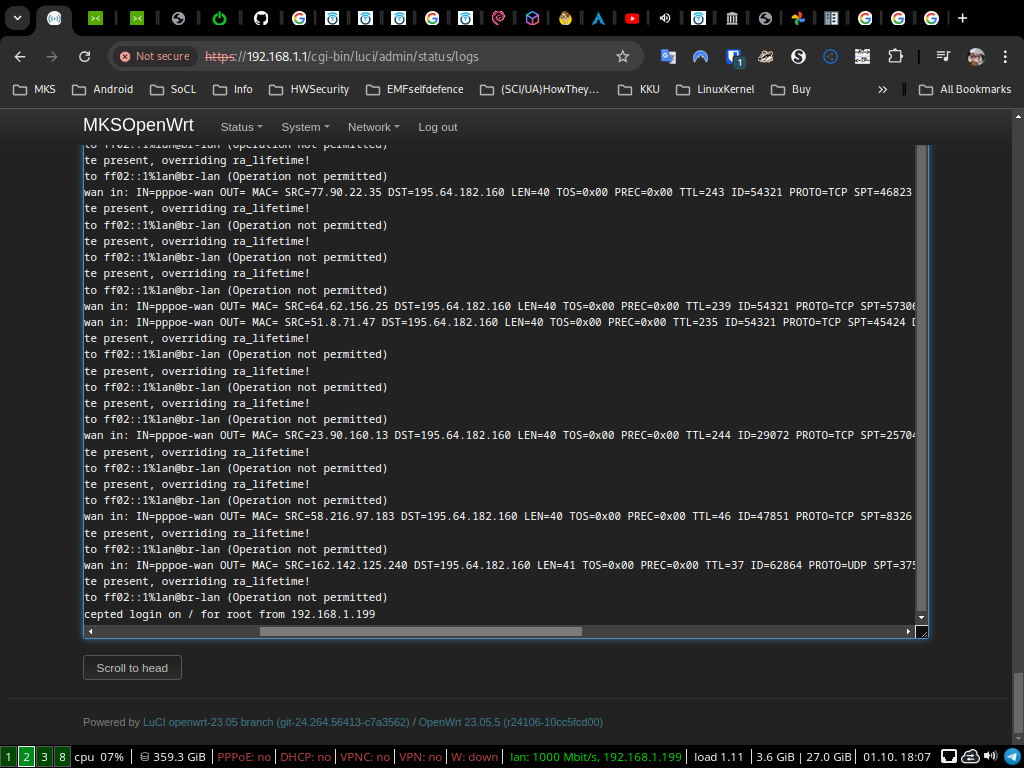 Not secure
https://192.168.1.1/cgi-bin/luci/admin/status/logs
1
MKS
Android
SoCL
Info
HWSecurity
EMFselfdefence
(SCI/UA)HowThey...
KKU
LinuxKernel
Buy
»
All Bookmarks
MKSOpenWrt
Status
System
Network
Log out
to ff02::1%lan@br-lan (Operation not permitted)
te present, overriding ra_lifetime!
to ff02::1%lan@br-lan (Operation not permitted)
wan in: IN=pppoe-wan OUT= MAC= SRC=77.90.22.35 DST=195.64.182.160 LEN=40 TOS=0x00 PREC=0x00 TTL=243 ID=54321 PROTO=TCP SPT=46823
te present, overriding ra_lifetime!
to ff02::1%lan@br-lan (Operation not permitted)
te present, overriding ra_lifetime!
to ff02::1%lan@br-lan (Operation not permitted)
te present, overriding ra_lifetime!
to ff02::1%lan@br-lan (Operation not permitted)
wan in: IN=pppoe-wan OUT= MAC= SRC=64.62.156.25 DST=195.64.182.160 LEN=40 TOS=0x00 PREC=0x00 TTL=239 ID=54321 PROTO=TCP SPT=57306
wan in: IN=pppoe-wan OUT= MAC= SRC=51.8.71.47 DST=195.64.182.160 LEN=40 TOS=0x00 PREC=0x00 TTL=235 ID=54321 PROTO=TCP SPT=45424 D
te present, overriding ra_lifetime!
to ff02::1%lan@br-lan (Operation not permitted)
te present, overriding ra_lifetime!
to ff02::1%lan@br-lan (Operation not permitted)
te present, overriding ra_lifetime!
to ff02::1%lan@br-lan (Operation not permitted)
wan in: IN=pppoe-wan OUT= MAC= SRC=23.90.160.13 DST=195.64.182.160 LEN=40 TOS=0x00 PREC=0x00 TTL=244 ID=29072 PROTO=TCP SPT=25704
te present, overriding ra_lifetime!
to ff02::1%lan@br-lan (Operation not permitted)
te present, overriding ra_lifetime!
to ff02::1%lan@br-lan (Operation not permitted)
wan in: IN=pppoe-wan OUT= MAC= SRC=58.216.97.183 DST=195.64.182.160 LEN=40 TOS=0x00 PREC=0x00 TTL=46 ID=47851 PROTO=TCP SPT=8326
te present, overriding ra_lifetime!
to ff02::1%lan@br-lan (Operation not permitted)
wan in: IN=pppoe-wan OUT= MAC= SRC=162.142.125.240 DST=195.64.182.160 LEN=41 TOS=0x00 PREC=0x00 TTL=37 ID=62864 PROTO=UDP SPT=375
te present, overriding ra_lifetime!
to ff02::1%lan@br-lan (Operation not permitted)
cepted login on / for root from 192.168.1.199
Scroll to head
Powered by LuCI openwrt-23.05 branch (git-24.264.56413-c7a3562) / OpenWrt 23.05.5 (r24106-10cc5fcd00)
1 2 3 8 cpu 07% | 359.3 GiB | PPPoE: no | DHCP: no | VPNC: no | VPN: no | W: down | lan: 1000 Mbit/s, 192.168.1.199 | load 1.11 | 3.6 GiB | 27.0 GiB | 01.10. 18:07